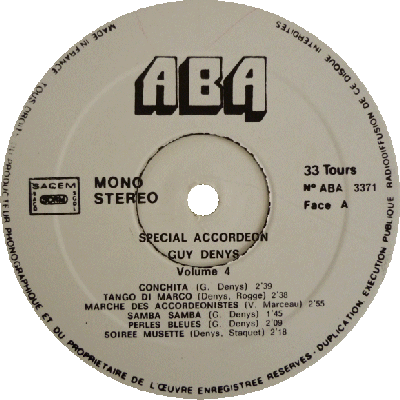 ABA
SACEM
MONO
STEREO
33 Tours
N° ABA 3371
Face A
SPECIAL ACCORDEON
GUY DENYS
Volume 4
CONCHITA (G. Denys) 2'39
TANGO DI MARCO (Denys, Rogge) 2'38
MARCHE DES ACCORDEONISTES (V. Marceau) 2'55
SAMBA SAMBA (G. Denys) 1'45
PERLES BLEUES (G. Denys) 2'09
SOIREE MUSETTE (Denys, Staquet) 2'18
MADE IN FRANCE. TOUS DROITS PRODUCTEUR PHONOGRAPHIQUE ET DU PROPRIETAIRE DE L'ŒUVRE ENREGISTREE RESERVES. DUPLICATION EXECUTION PUBLIQUE RADIODIFFUSION DE CE DISQUE INTERDITES